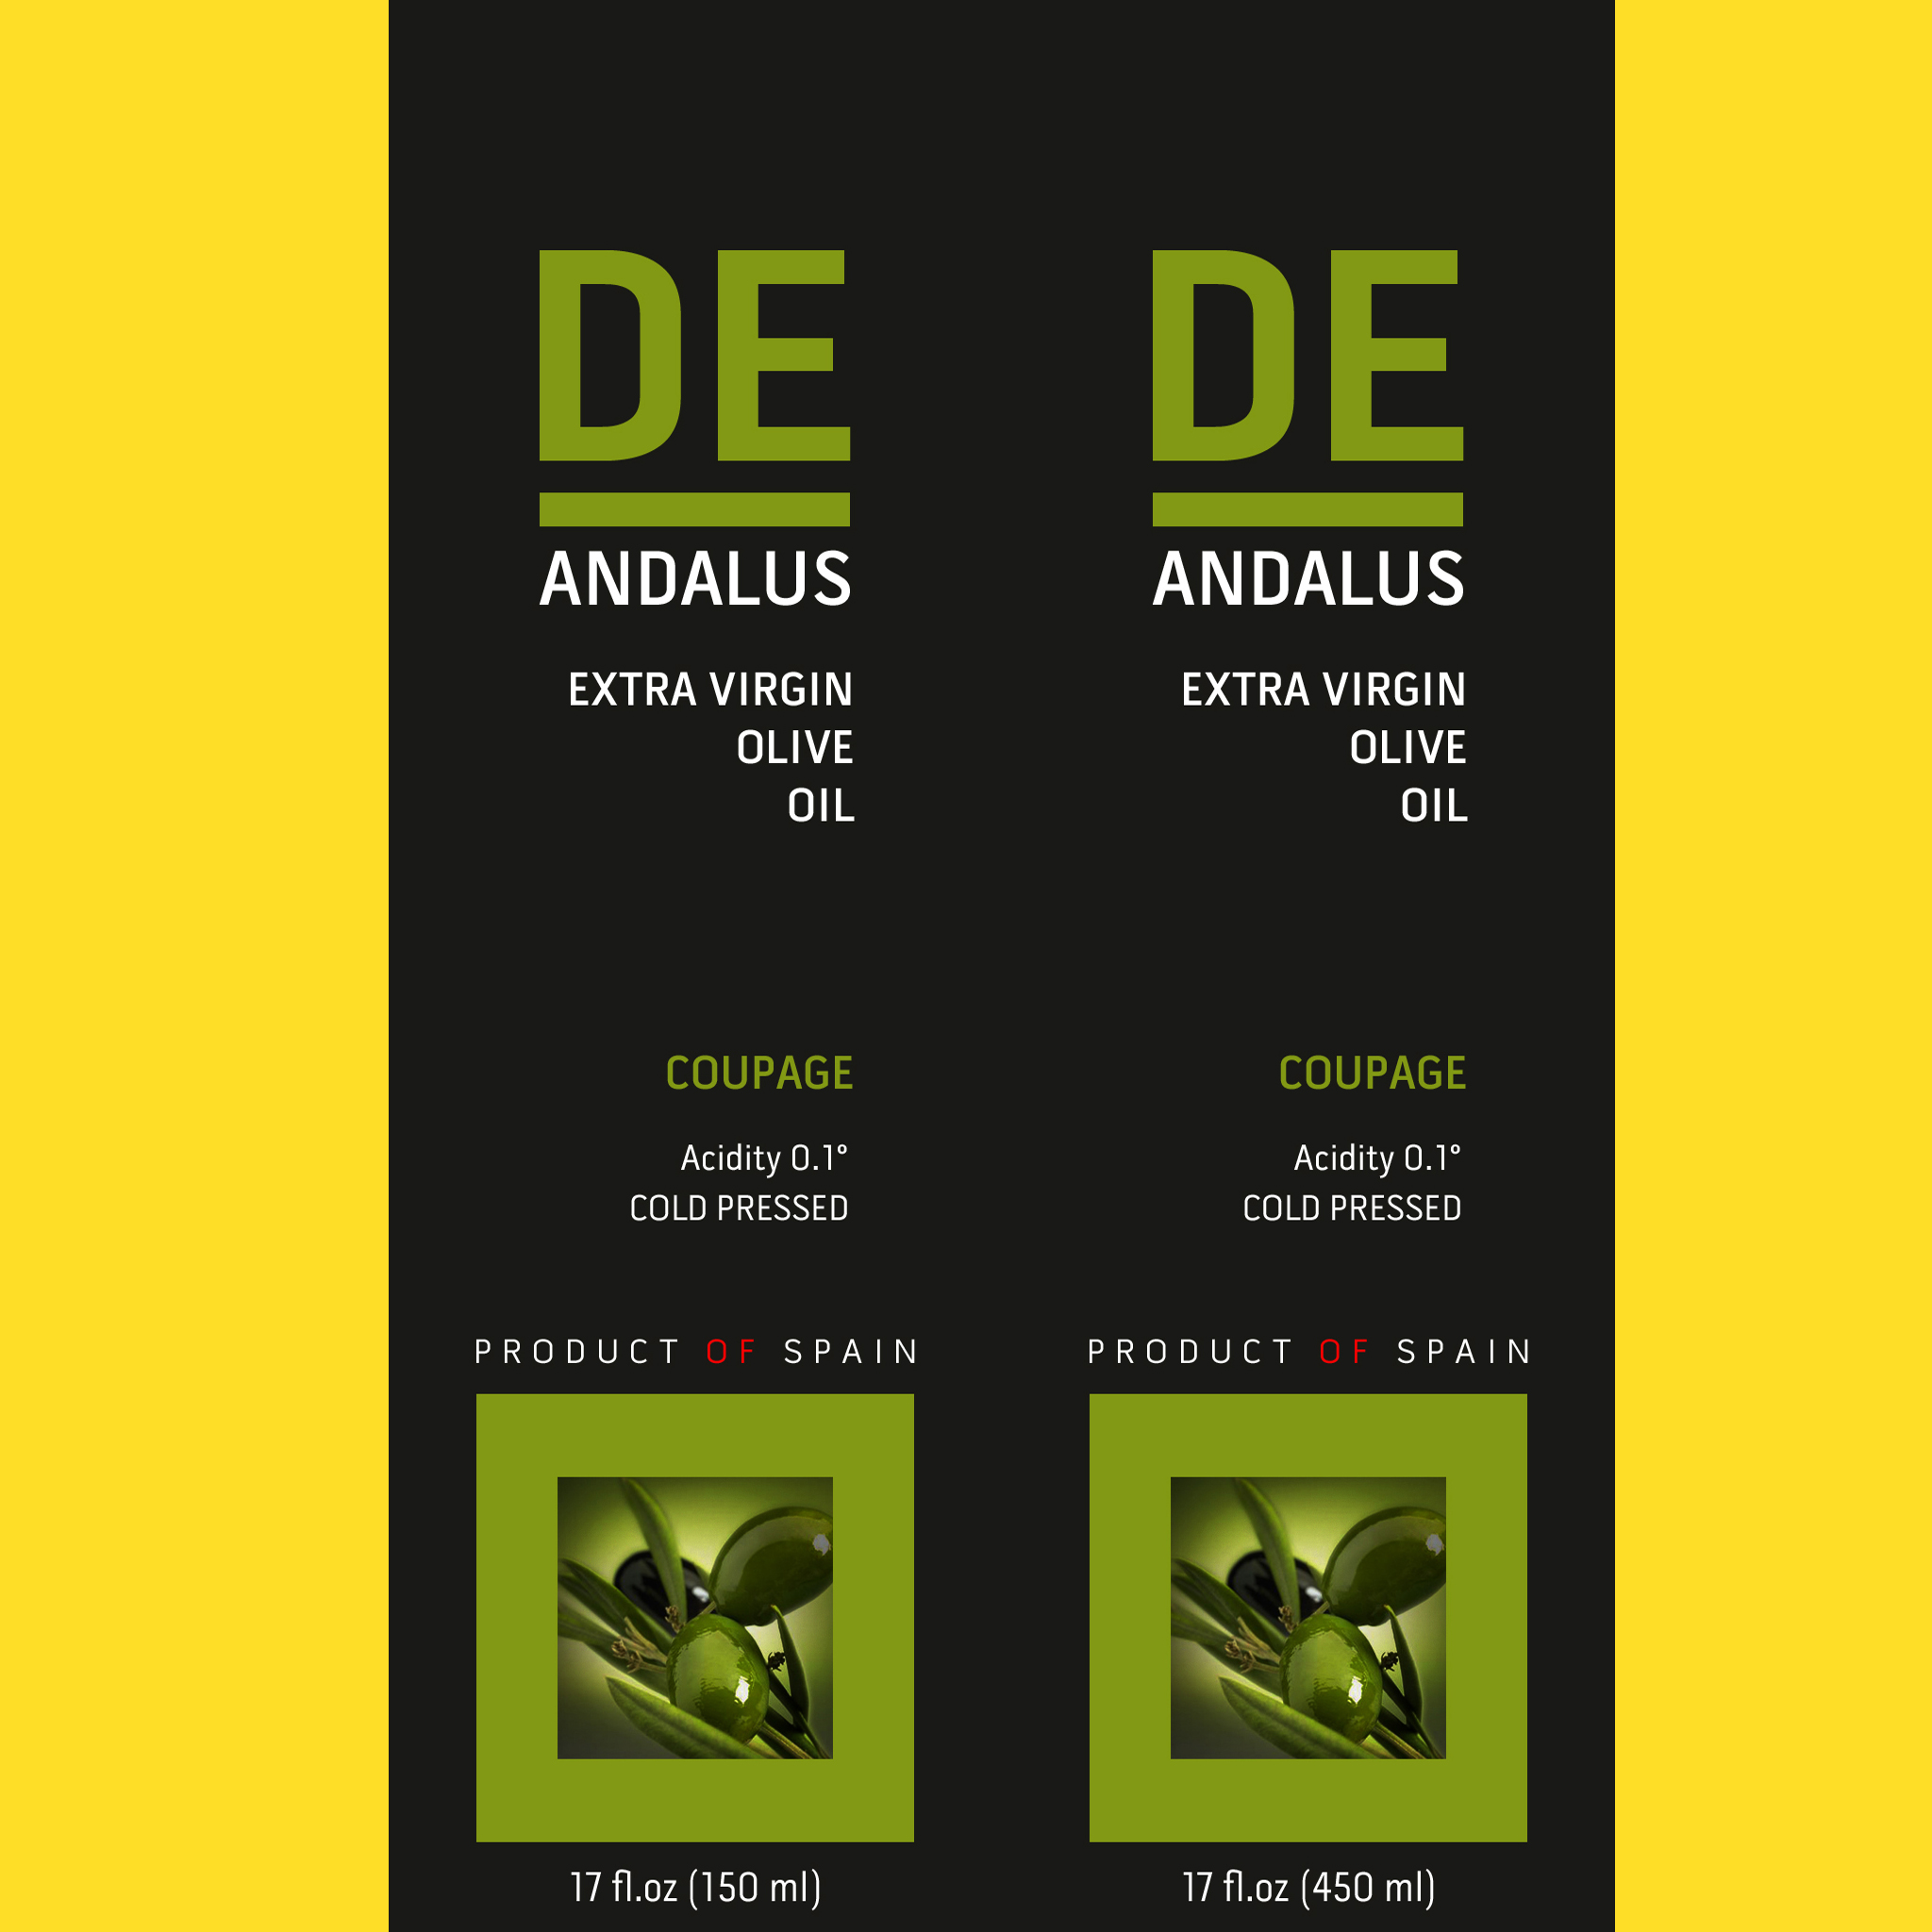 DE
ANDALUS
EXTRA VIRGIN
OLIVE
OIL
COUPAGE
Acidity 0.1°
COLD PRESSED
PRODUCT OF SPAIN
17 fl.oz (150 ml)
DE
ANDALUS
EXTRA VIRGIN
OLIVE
OIL
COUPAGE
Acidity 0.1°
COLD PRESSED
PRODUCT OF SPAIN
17 fl.oz (450 ml)